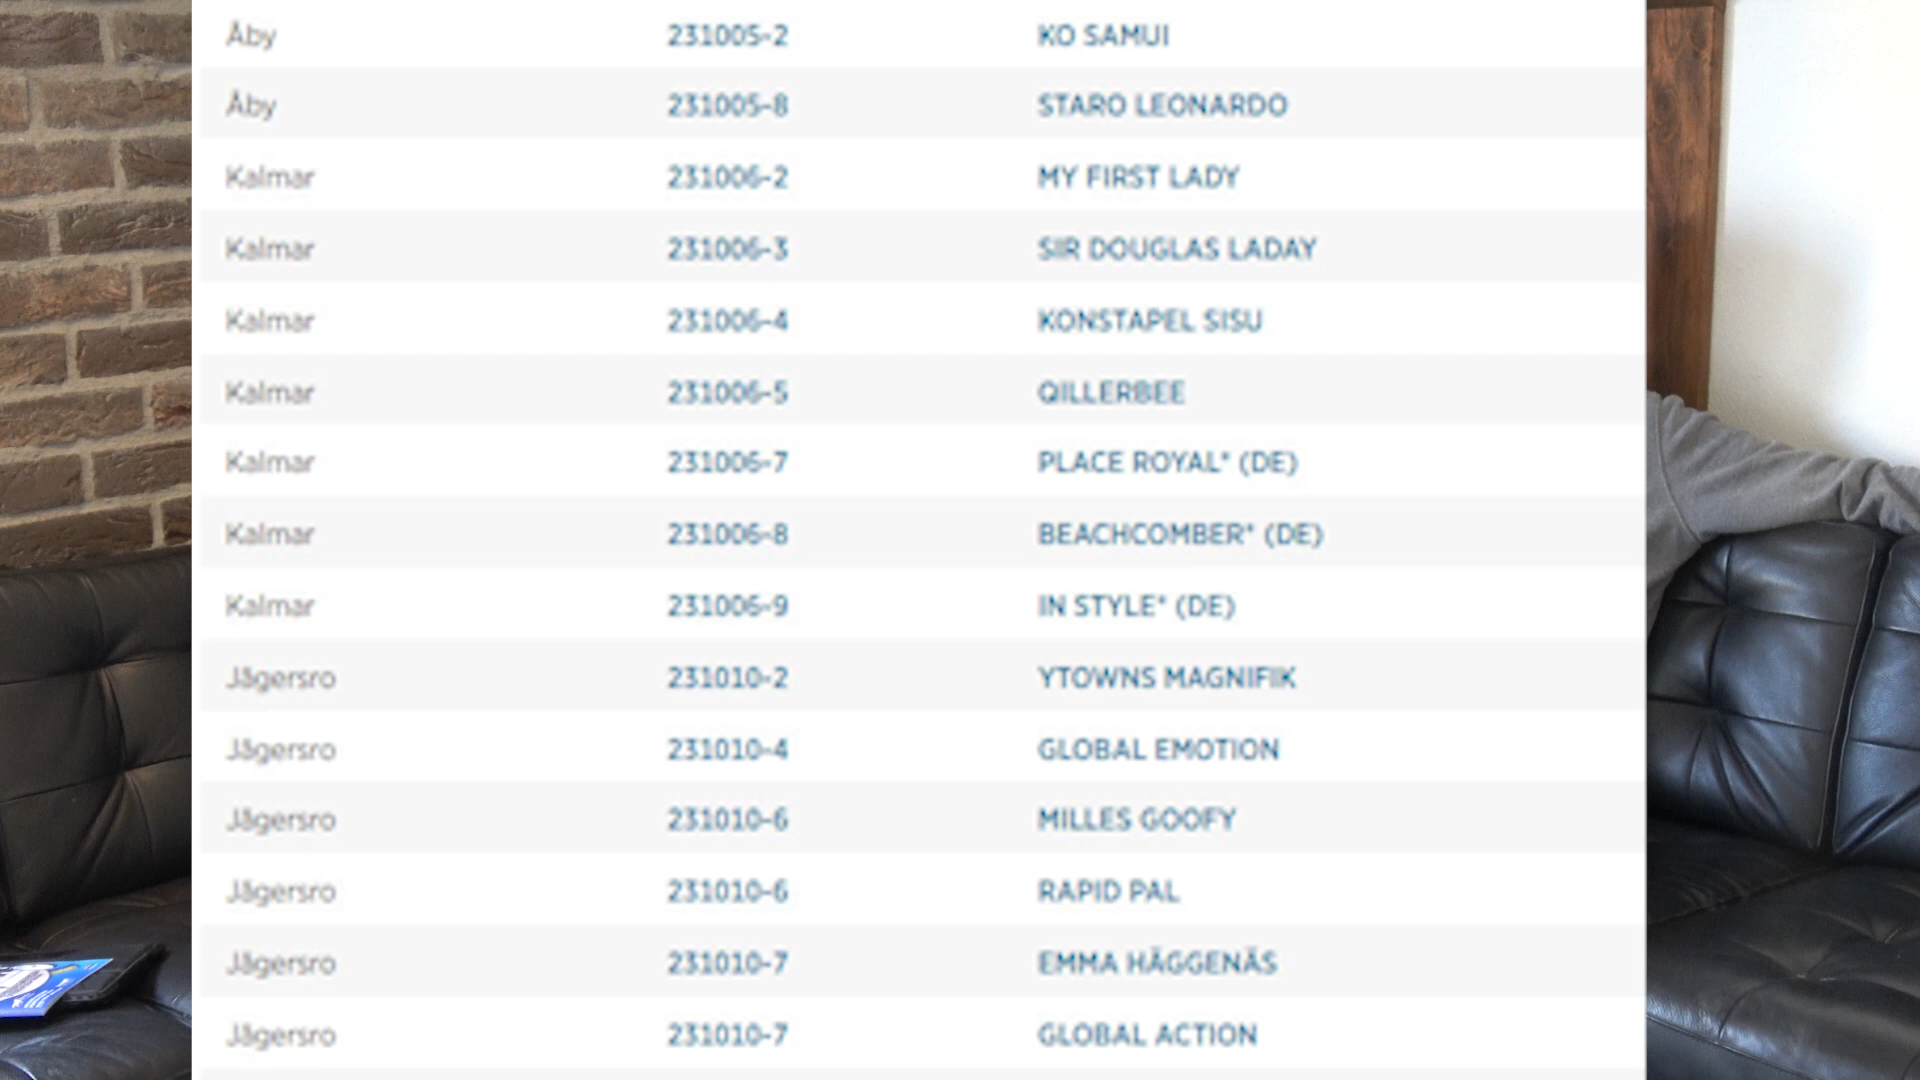 Åby 231005-2 KO SAMUI
Åby 231005-8 STARO LEONARDO
Kalmar 231006-2 MY FIRST LADY
Kalmar 231006-3 SIR DOUGLAS LADAY
Kalmar 231006-4 KONSTAPEL SISU
Kalmar 231006-5 QILLERBEE
Kalmar 231006-7 PLACE ROYAL* (DE)
Kalmar 231006-8 BEACHCOMBER* (DE)
Kalmar 231006-9 IN STYLE* (DE)
Jägersro 231010-2 YTOWNS MAGNIFIK
Jägersro 231010-4 GLOBAL EMOTION
Jägersro 231010-6 MILLES GOOFY
Jägersro 231010-6 RAPID PAL
Jägersro 231010-7 EMMA HÄGGENÄS
Jägersro 231010-7 GLOBAL ACTION